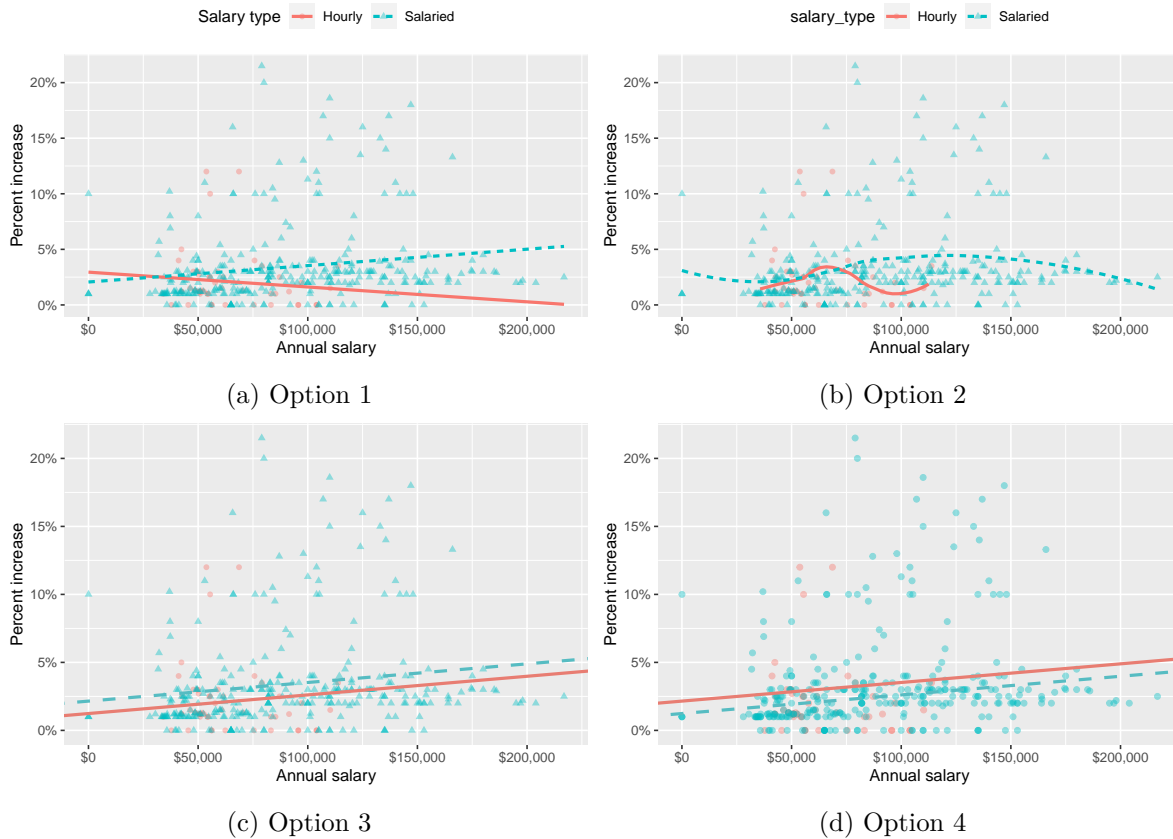 Salary type Hourly Salaried
20%
15%
10%
5%
0%
Percent increase
$0 $50,000 $100,000 $150,000 $200,000
Annual salary
(a) Option 1
salary_type Hourly Salaried
20%
15%
10%
5%
0%
Percent increase
$0 $50,000 $100,000 $150,000 $200,000
Annual salary
(b) Option 2
20%
15%
10%
5%
0%
Percent increase
$0 $50,000 $100,000 $150,000 $200,000
Annual salary
(c) Option 3
20%
15%
10%
5%
0%
Percent increase
$0 $50,000 $100,000 $150,000 $200,000
Annual salary
(d) Option 4